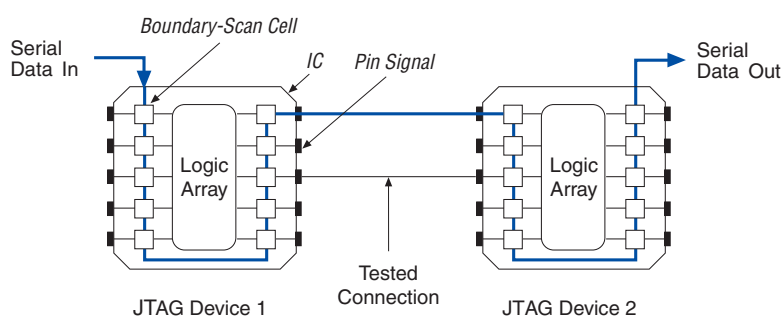 Boundary-Scan Cell
Serial
Data In
IC
Pin Signal
Serial
Data Out
Logic
Array
Logic
Array
Tested
Connection
JTAG Device 1
JTAG Device 2